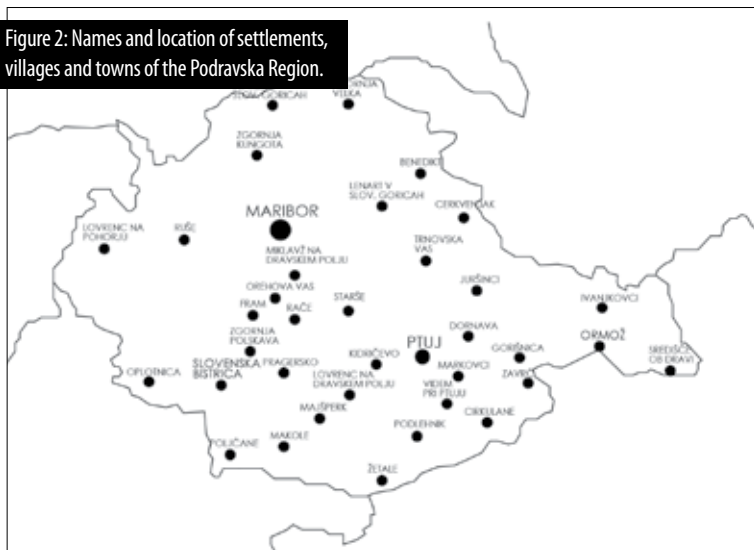 Figure 2: Names and location of settlements,
villages and towns of the Podravska Region.
SLOV. GORICAH
VELKA
ZGORNJA
KUNGOTA
BENEDIKT
LENART V
SLOV. GORICAH
CERKVENJAK
MARIBOR
LOVRENC NA
POHORJU
RUŠE
TRNOVSKA
VAS
MIKLAVŽ NA
DRAVSKEM POLJU
JURŠINCI
OREHOVA VAS
IVANJKOVCI
FRAM
RAČE
STARŠE
DORNAVA
ORMOŽ
ZGORNJA
POLSKAVA
PTUJ
GORIŠNICA
SREDIŠČE
OB DRAVI
SLOVENSKA
BISTRICA
PRAGERSKO
KIDRIČEVO
MARKOVCI
ZAVRČ
OPLOTNICA
LOVRENC NA
DRAVSKEM POLJU
VIDEM
PRI PTUJU
MAJŠPERK
PODLEHNIK
CIRKULANE
POLJČANE
MAKOLE
ŽETALE